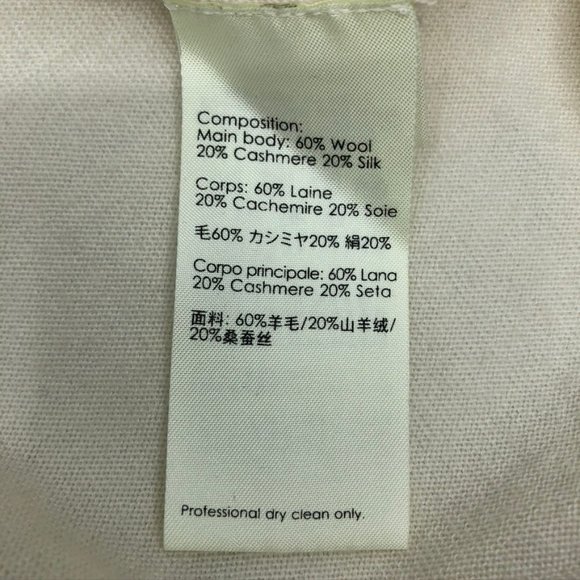 Composition:
Main body: 60% Wool
20% Cashmere 20% Silk
Corps: 60% Laine
20% Cachemire 20% Soie
毛60% カシミヤ20% 絹20%
Corpo principale: 60% Lana
20% Cashmere 20% Seta
面料: 60%羊毛/20%山羊绒/
20%桑蚕丝
Professional dry clean only.